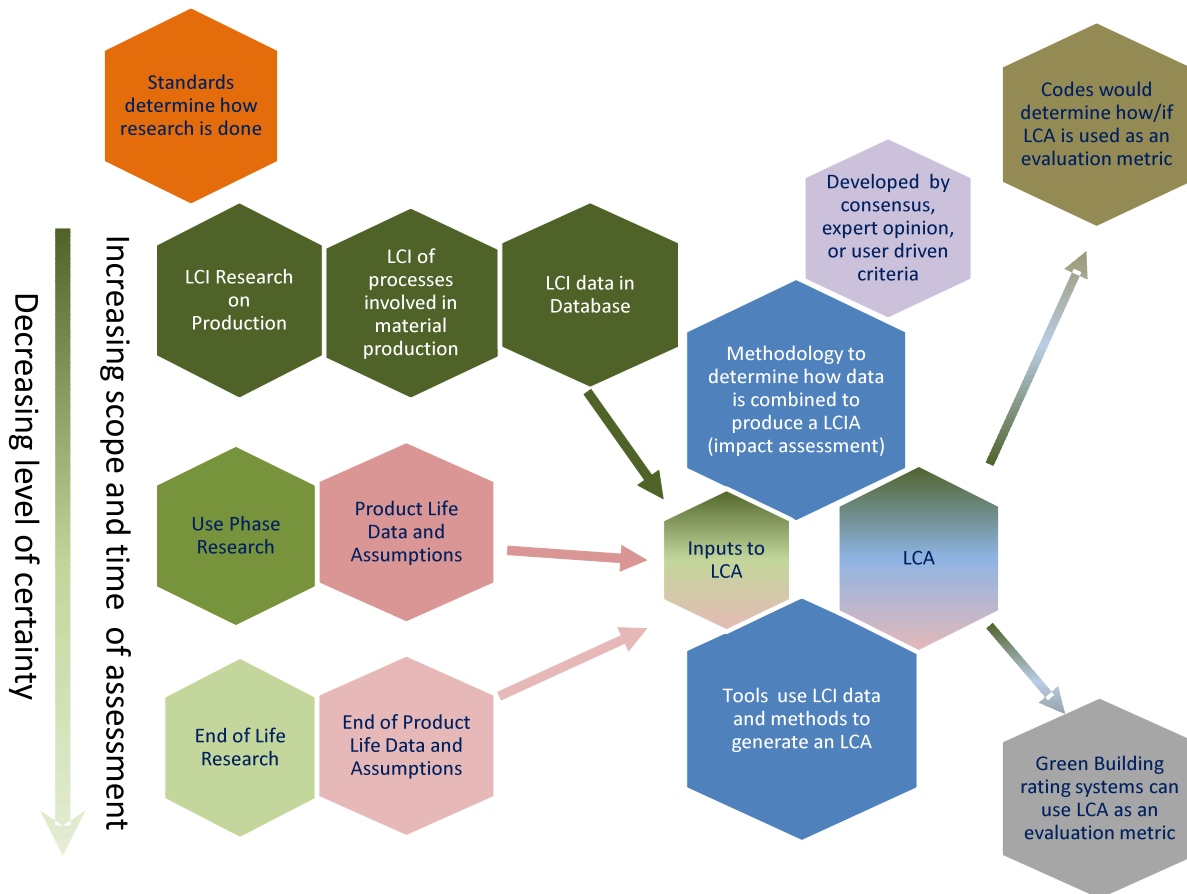 Standards
determine how
research is done
Codes would
determine how/if
LCA is used as an
evaluation metric
Developed by
consensus,
expert opinion,
or user driven
criteria
Decreasing level of certainty
Increasing scope and time of assessment
LCI Research
on
Production
LCI of
processes
involved in
material
production
LCI data in
Database
Methodology to
determine how data
is combined to
produce a LCIA
(impact assessment)
Use Phase
Research
Product Life
Data and
Assumptions
Inputs to
LCA
LCA
End of Life
Research
End of Product
Life Data and
Assumptions
Tools use LCI data
and methods to
generate an LCA
Green Building
rating systems can
use LCA as an
evaluation metric